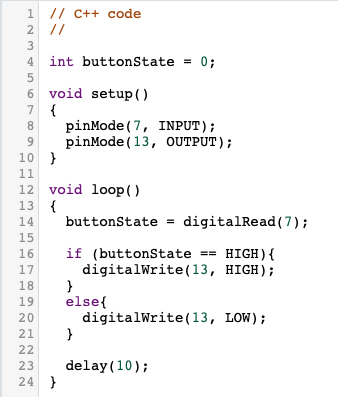 1 // C++ code
2 //
3
4 int buttonState = 0;
5
6 void setup()
7 {
8   pinMode(7, INPUT);
9   pinMode(13, OUTPUT);
10 }
11
12 void loop()
13 {
14   buttonState = digitalRead(7);
15
16   if (buttonState == HIGH){
17     digitalWrite(13, HIGH);
18   }
19   else{
20     digitalWrite(13, LOW);
21   }
22
23   delay(10);
24 }